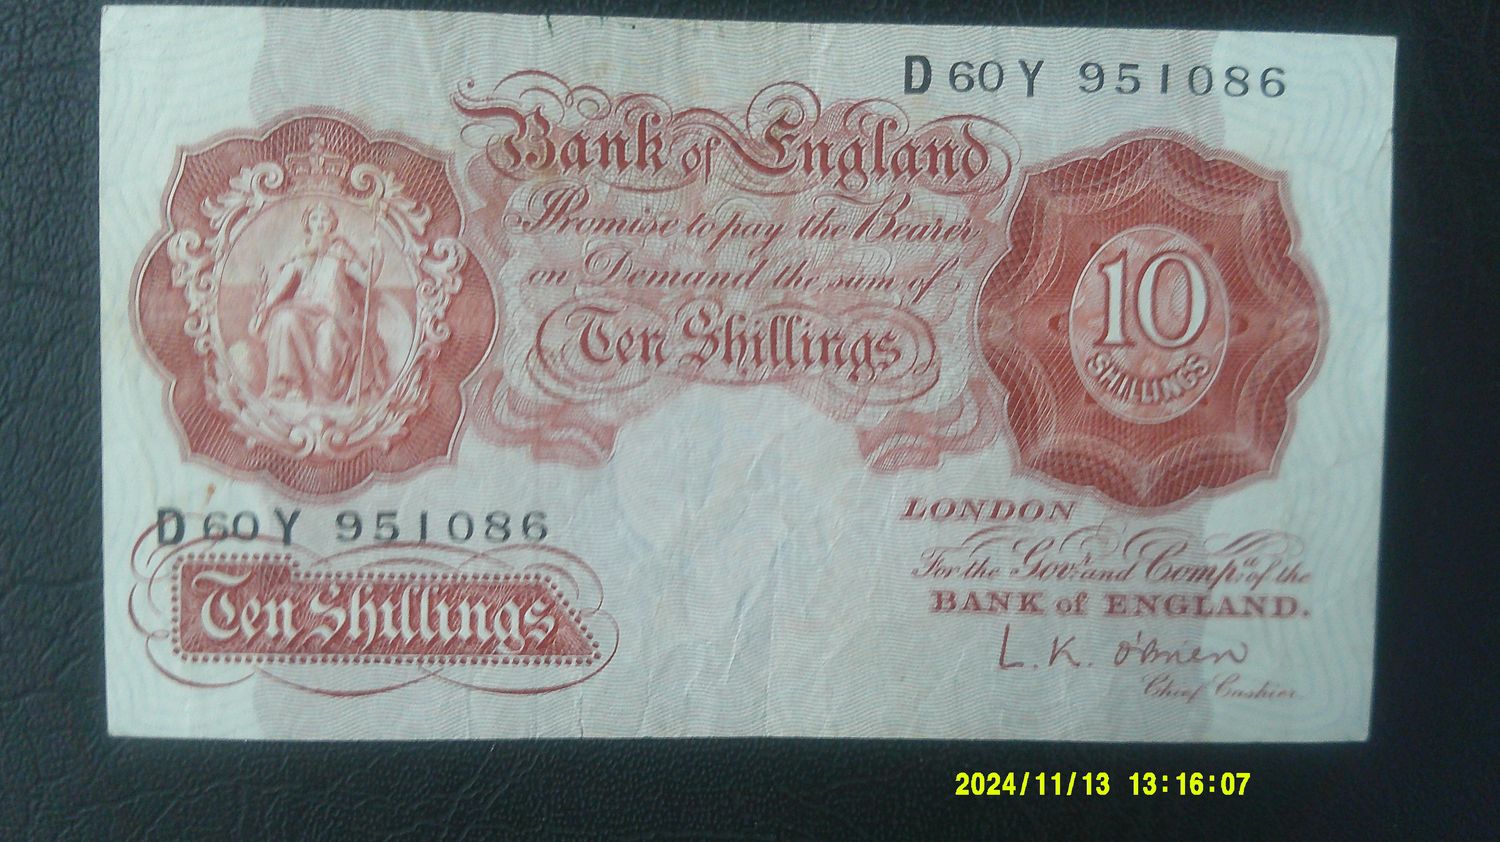 D60Y 951086
Bank of England
Promise to pay the Bearer
on Demand the sum of
Ten Shillings
10
SHILLINGS
D60Y 951086
Ten Shillings
LONDON
For the Govr. and Compa. of the
BANK of ENGLAND.
L.K. O'Brien
Chief Cashier
2024/11/13 13:16:07